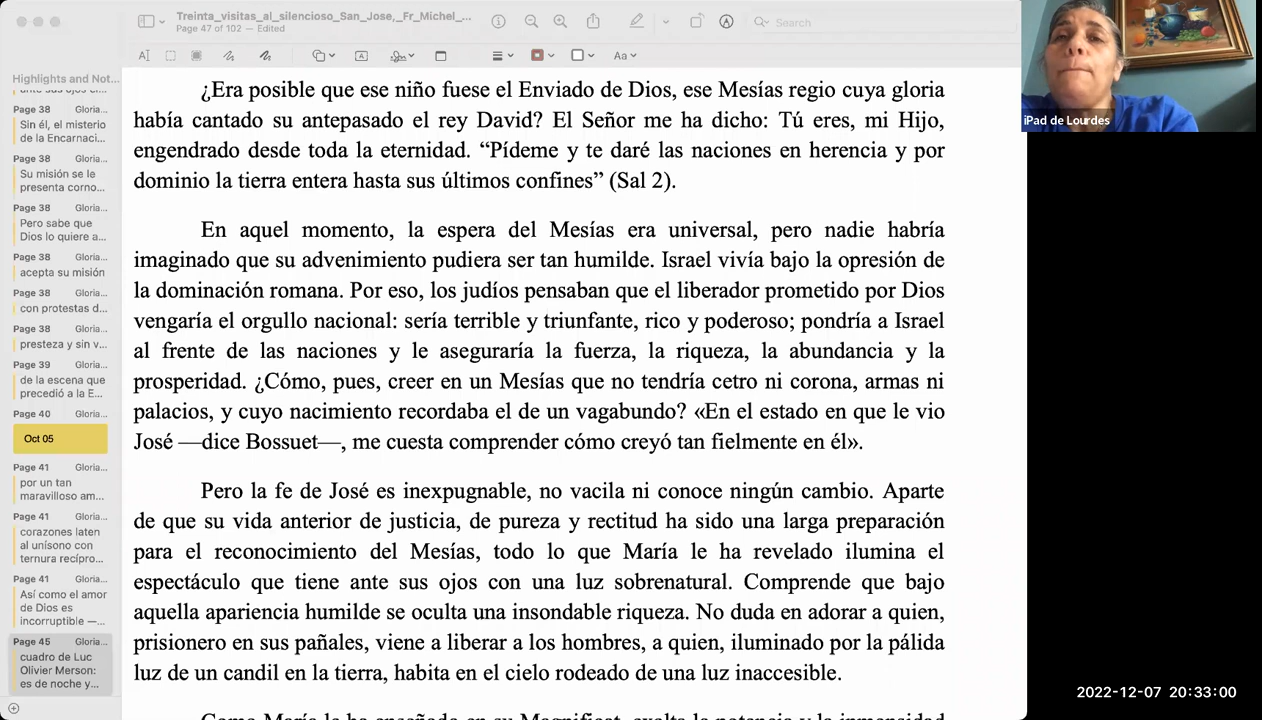 Treinta_visitas_al_silencioso_San_Jose,_Fr_Michel_...
Page 47 of 102 — Edited
Search
Aa
Highlights and Not...
Page 38 Gloria...
Sin él, el misterio
de la Encarnaci...
Page 38 Gloria...
Su misión se le
presenta corno...
Page 38 Gloria...
Pero sabe que
Dios lo quiere a...
Page 38 Gloria...
acepta su misión
Page 38 Gloria...
con protestas d...
Page 38 Gloria...
presteza y sin v...
Page 39 Gloria...
de la escena que
precedió a la E...
Page 40 Gloria...
Oct 05
Page 41 Gloria...
por un tan
maravilloso am...
Page 41 Gloria...
corazones laten
al unísono con
ternura recípro...
Page 41 Gloria...
Así como el amor
de Dios es
incorruptible —...
Page 45 Gloria...
cuadro de Luc
Olivier Merson:
es de noche y...
¿Era posible que ese niño fuese el Enviado de Dios, ese Mesías regio cuya gloria
había cantado su antepasado el rey David? El Señor me ha dicho: Tú eres, mi Hijo,
engendrado desde toda la eternidad. “Pídeme y te daré las naciones en herencia y por
dominio la tierra entera hasta sus últimos confines” (Sal 2).
En aquel momento, la espera del Mesías era universal, pero nadie habría
imaginado que su advenimiento pudiera ser tan humilde. Israel vivía bajo la opresión de
la dominación romana. Por eso, los judíos pensaban que el liberador prometido por Dios
vengaría el orgullo nacional: sería terrible y triunfante, rico y poderoso; pondría a Israel
al frente de las naciones y le aseguraría la fuerza, la riqueza, la abundancia y la
prosperidad. ¿Cómo, pues, creer en un Mesías que no tendría cetro ni corona, armas ni
palacios, y cuyo nacimiento recordaba el de un vagabundo? «En el estado en que le vio
José —dice Bossuet—, me cuesta comprender cómo creyó tan fielmente en él».
Pero la fe de José es inexpugnable, no vacila ni conoce ningún cambio. Aparte
de que su vida anterior de justicia, de pureza y rectitud ha sido una larga preparación
para el reconocimiento del Mesías, todo lo que María le ha revelado ilumina el
espectáculo que tiene ante sus ojos con una luz sobrenatural. Comprende que bajo
aquella apariencia humilde se oculta una insondable riqueza. No duda en adorar a quien,
prisionero en sus pañales, viene a liberar a los hombres, a quien, iluminado por la pálida
luz de un candil en la tierra, habita en el cielo rodeado de una luz inaccesible.
iPad de Lourdes
2022-12-07 20:33:00